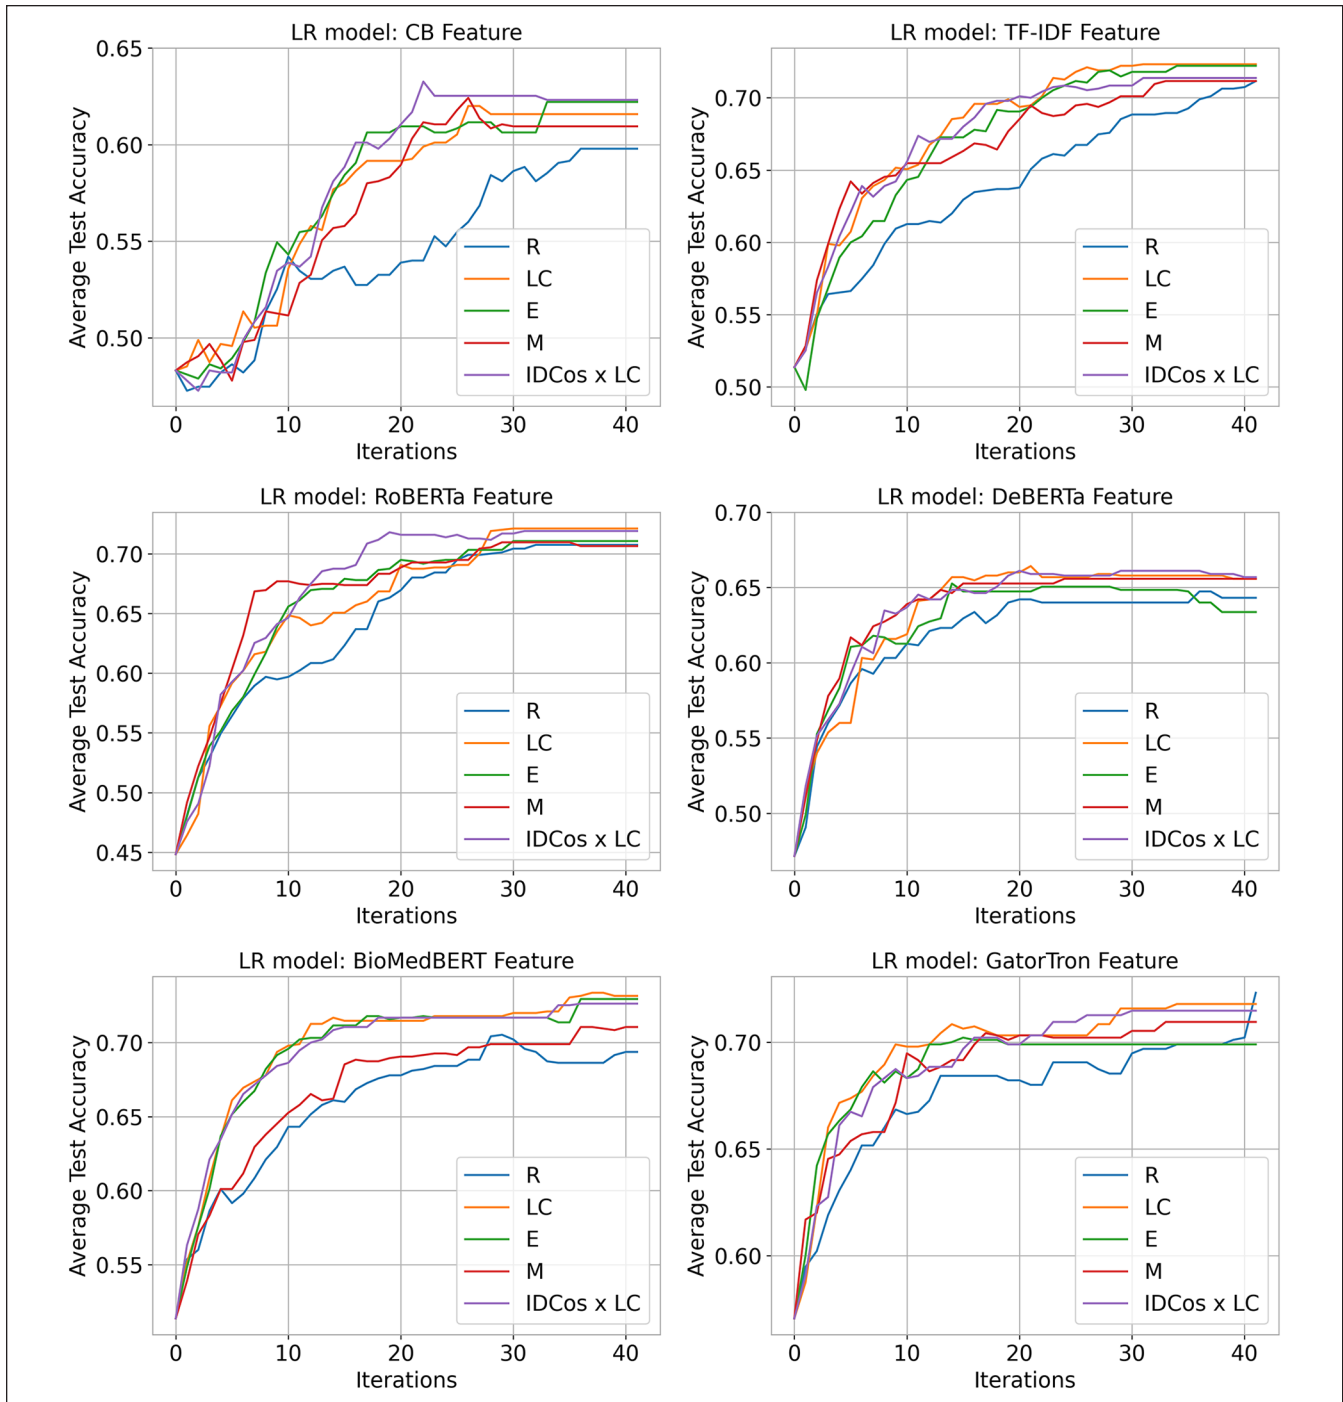 LR model: CB Feature
Average Test Accuracy
0.65
0.60
0.55
0.50
R
LC
E
M
IDCos x LC
0 10 20 30 40
Iterations
LR model: TF-IDF Feature
Average Test Accuracy
0.70
0.65
0.60
0.55
0.50
R
LC
E
M
IDCos x LC
0 10 20 30 40
Iterations
LR model: RoBERTa Feature
Average Test Accuracy
0.70
0.65
0.60
0.55
0.50
0.45
R
LC
E
M
IDCos x LC
0 10 20 30 40
Iterations
LR model: DeBERTa Feature
Average Test Accuracy
0.70
0.65
0.60
0.55
0.50
R
LC
E
M
IDCos x LC
0 10 20 30 40
Iterations
LR model: BioMedBERT Feature
Average Test Accuracy
0.70
0.65
0.60
0.55
R
LC
E
M
IDCos x LC
0 10 20 30 40
Iterations
LR model: GatorTron Feature
Average Test Accuracy
0.70
0.65
0.60
R
LC
E
M
IDCos x LC
0 10 20 30 40
Iterations